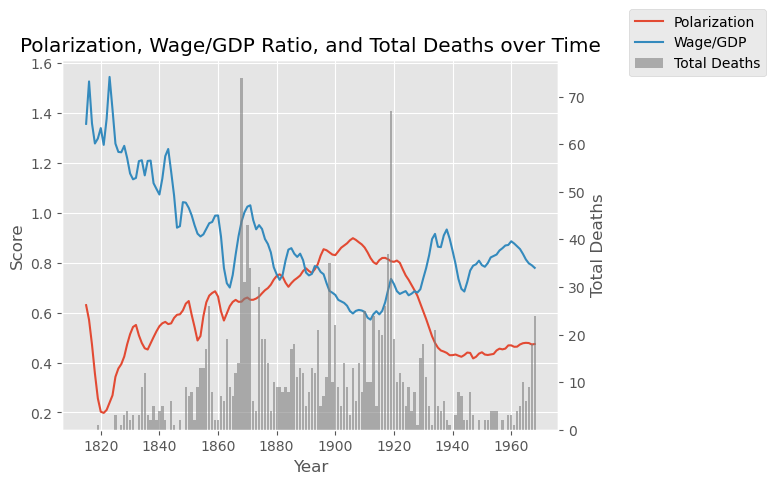 Polarization, Wage/GDP Ratio, and Total Deaths over Time
Polarization
Wage/GDP
Total Deaths
1.6
1.4
1.2
1.0
0.8
0.6
0.4
0.2
Score
70
60
50
40
30
20
10
0
Total Deaths
1820 1840 1860 1880 1900 1920 1940 1960
Year